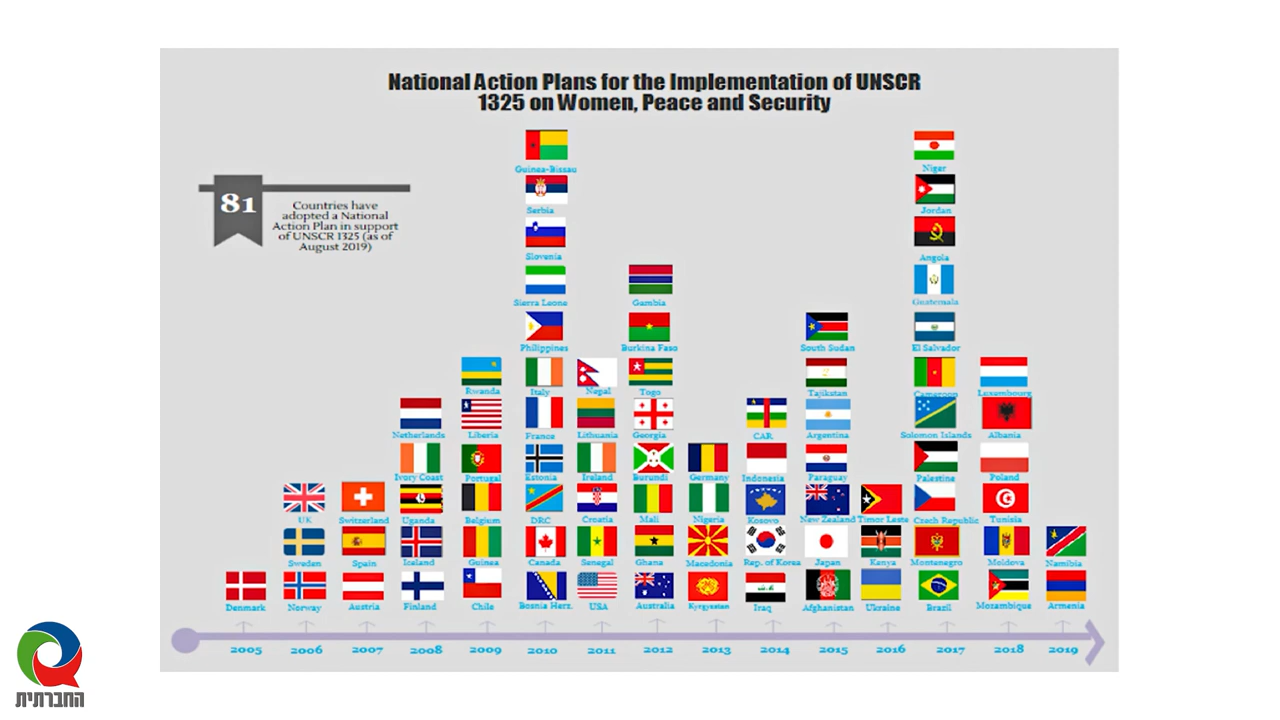 National Action Plans for the Implementation of UNSCR
1325 on Women, Peace and Security
81
Countries have
adopted a National
Action Plan in support
of UNSCR 1325 (as of
August 2019)
Guinea-Bissau
Niger
Serbia
Jordan
Slovenia
Angola
Sierra Leone
Gambia
Guatemala
Philippines
Burkina Faso
South Sudan
El Salvador
Rwanda
Italy
Nepal
Togo
Tajikstan
Cameroon
Luxembourg
Netherlands
Liberia
France
Lithuania
Georgia
CAR
Argentina
Solomon Islands
Albania
Ivory Coast
Portugal
Estonia
Ireland
Burundi
Germany
Indonesia
Paraguay
Palestine
Poland
UK
Switzerland
Uganda
Belgium
DRC
Croatia
Mali
Nigeria
Kosovo
New Zealand
Timor Leste
Czech Republic
Tunisia
Sweden
Spain
Iceland
Guinea
Canada
Senegal
Ghana
Macedonia
Rep. of Korea
Japan
Kenya
Montenegro
Moldova
Namibia
Denmark
Norway
Austria
Finland
Chile
Bosnia Herz.
USA
Australia
Kyrgyzstan
Iraq
Afghanistan
Ukraine
Brazil
Mozambique
Armenia
2005 2006 2007 2008 2009 2010 2011 2012 2013 2014 2015 2016 2017 2018 2019
החברתית